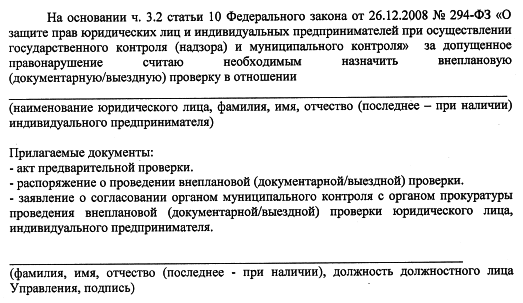 На основании ч. 3.2 статьи 10 Федерального закона от 26.12.2008 № 294-ФЗ «О
защите прав юридических лиц и индивидуальных предпринимателей при осуществлении
государственного контроля (надзора) и муниципального контроля» за допущенное
правонарушение считаю необходимым назначить внеплановую
(документарную/выездную) проверку в отношении
(наименование юридического лица, фамилия, имя, отчество (последнее – при наличии)
индивидуального предпринимателя)
Прилагаемые документы:
- акт предварительной проверки.
- распоряжение о проведении внеплановой (документарной/выездной) проверки.
- заявление о согласовании органом муниципального контроля с органом прокуратуры
проведения внеплановой (документарной/выездной) проверки юридического лица,
индивидуального предпринимателя.
(фамилия, имя, отчество (последнее - при наличии), должность должностного лица
Управления, подпись)